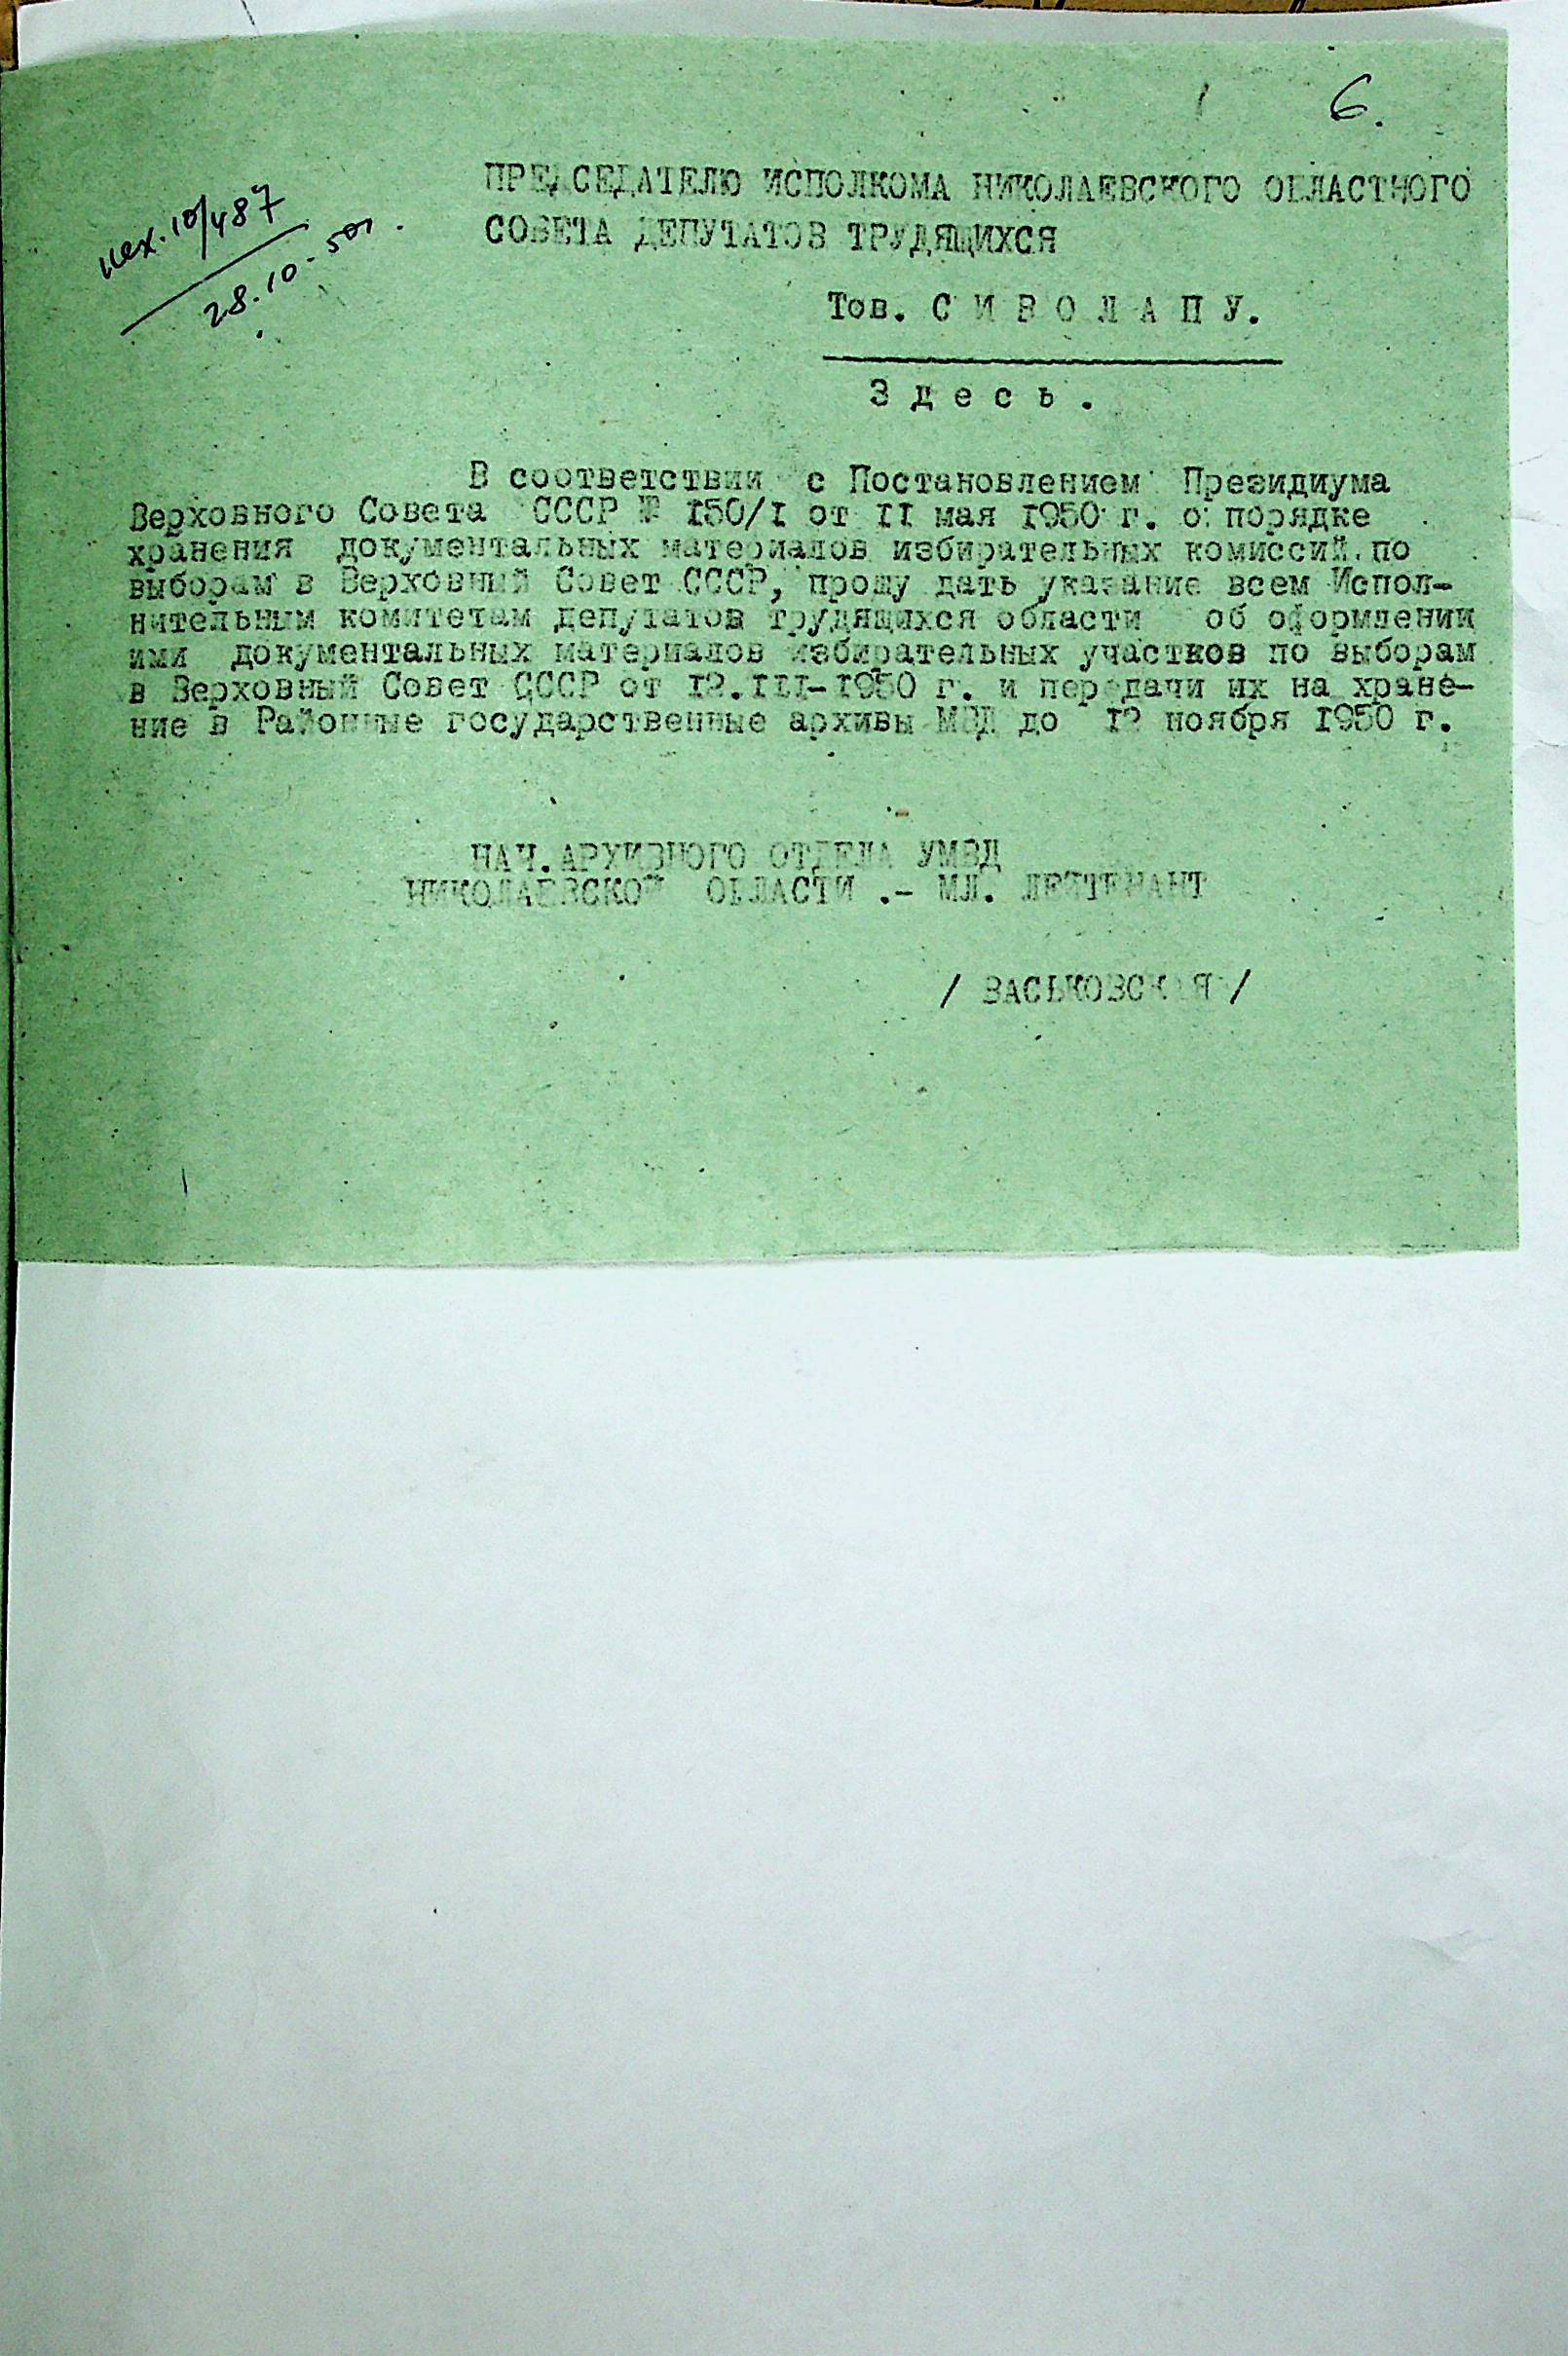 6.
исх. 10/487
28.10-50г.
ПРЕДСЕДАТЕЛЮ ИСПОЛКОМА НИКОЛАЕВСКОГО ОБЛАСТНОГО
СОВЕТА ДЕПУТАТОВ ТРУДЯЩИХСЯ
Тов. С И В О Л А П У.
З д е с ь .
В соответствии с Постановлением Президиума
Верховного Совета СССР № 150/1 от 11 мая 1950 г. о порядке
хранения документальных материалов избирательных комиссий по
выборам в Верховный Совет СССР, прошу дать указание всем Испол-
нительным комитетам депутатов трудящихся области об оформлении
ими документальных материалов избирательных участков по выборам
в Верховный Совет СССР от 12.III-1950 г. и передачи их на хране-
ние в Районные государственные архивы МВД до ноября 1950 г.
НАЧ. АРХИВНОГО ОТДЕЛА УМВД
НИКОЛАЕВСКОЙ ОБЛАСТИ .- МЛ. ЛЕЙТЕНАНТ
/ ВАСЬКОВСКАЯ /